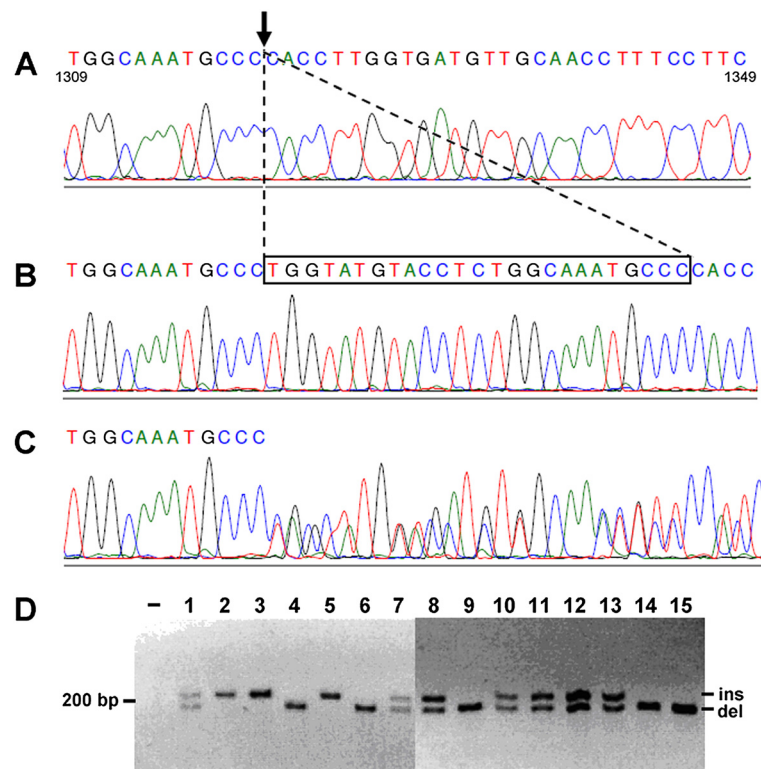 A TGGCAAATGCCCCACCTTGGTGATGTTGCAACCTTTCCTTC
1309 1349
B TGGCAAATGCCCTGGTATGTACCTCTGGCAAATGCCCCACC
C TGGCAAATGCCC
D – 1 2 3 4 5 6 7 8 9 10 11 12 13 14 15
200 bp ins
del